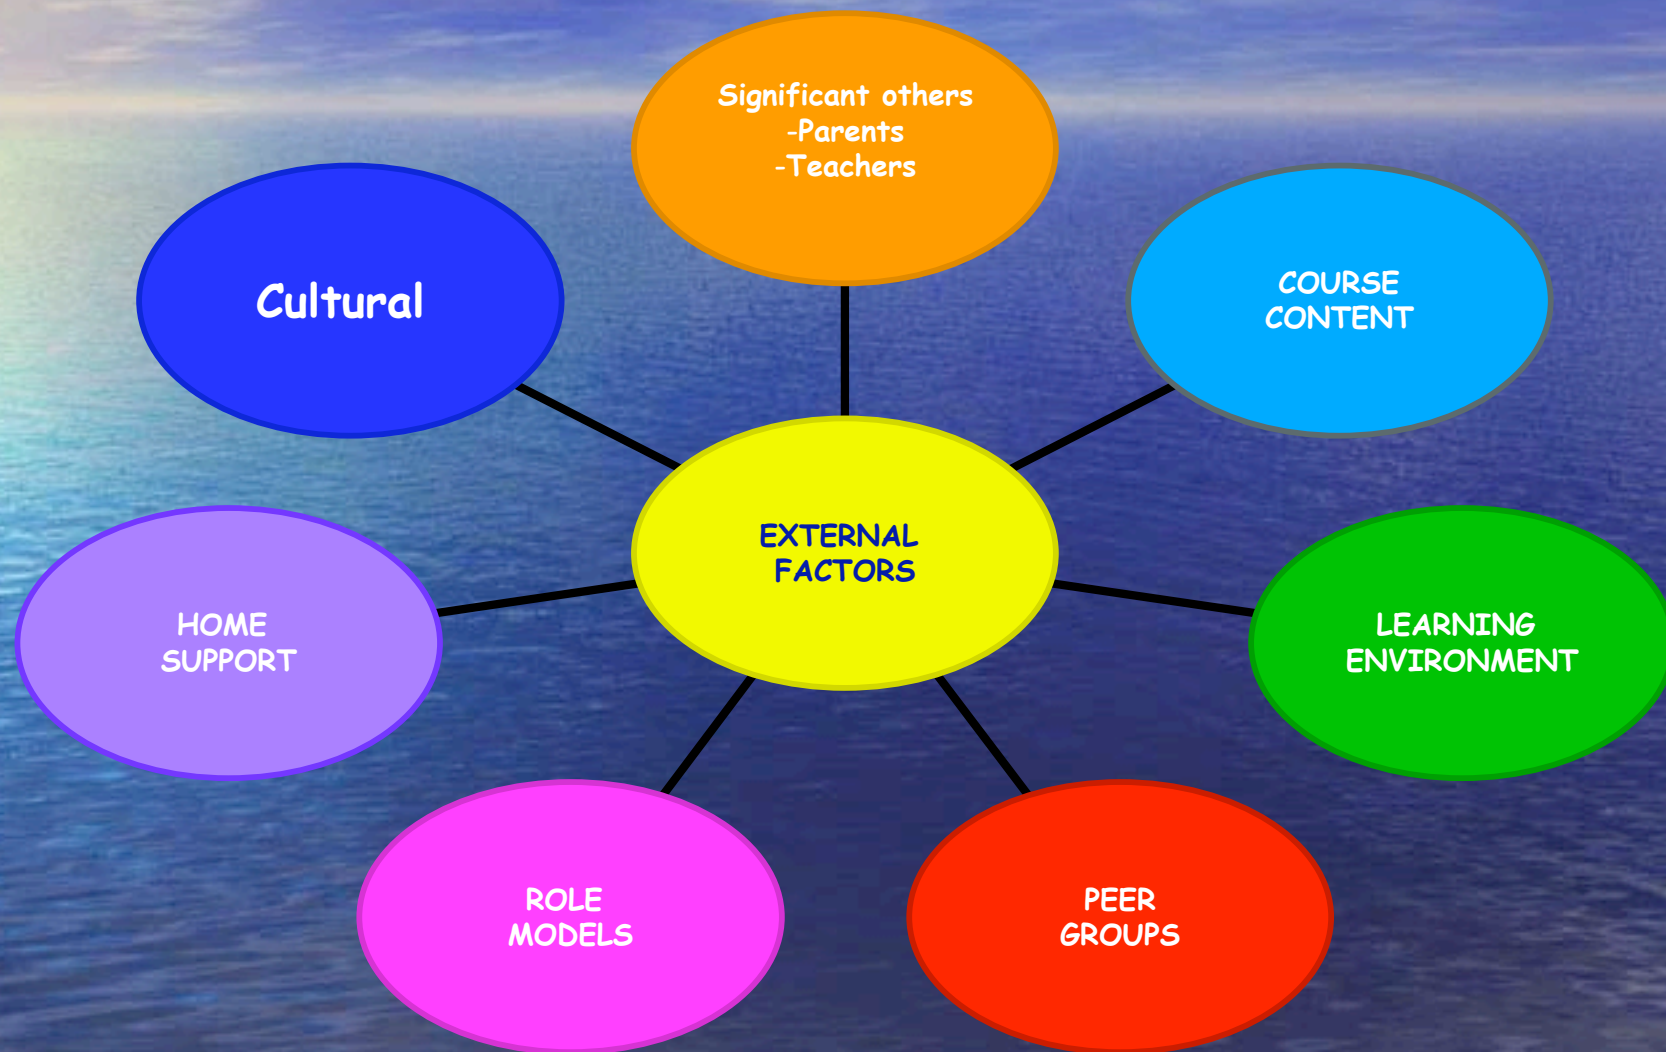 Significant others
-Parents
-Teachers
Cultural
COURSE
CONTENT
EXTERNAL
FACTORS
HOME
SUPPORT
LEARNING
ENVIRONMENT
ROLE
MODELS
PEER
GROUPS